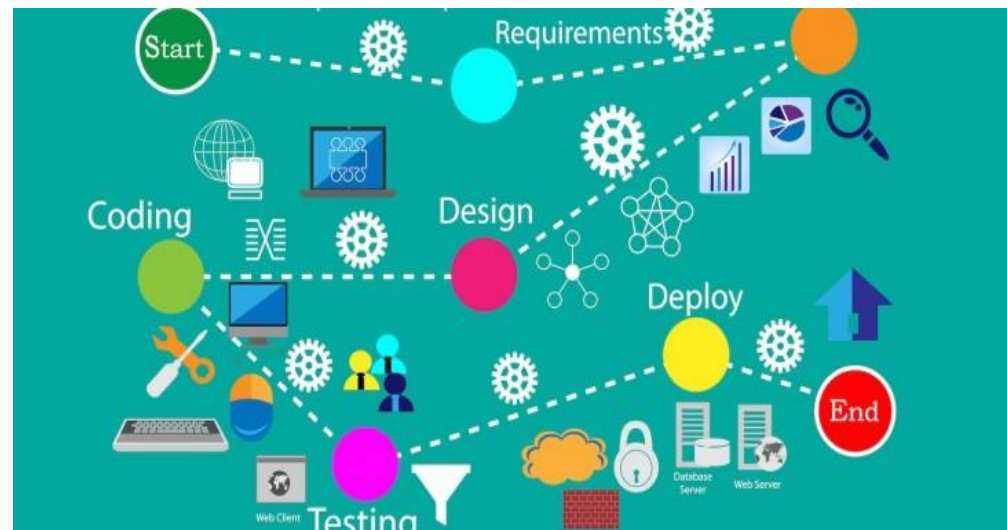 Start
Requirements
Coding
Design
Deploy
End
Database
Server
Web Server
Web Client
Testing